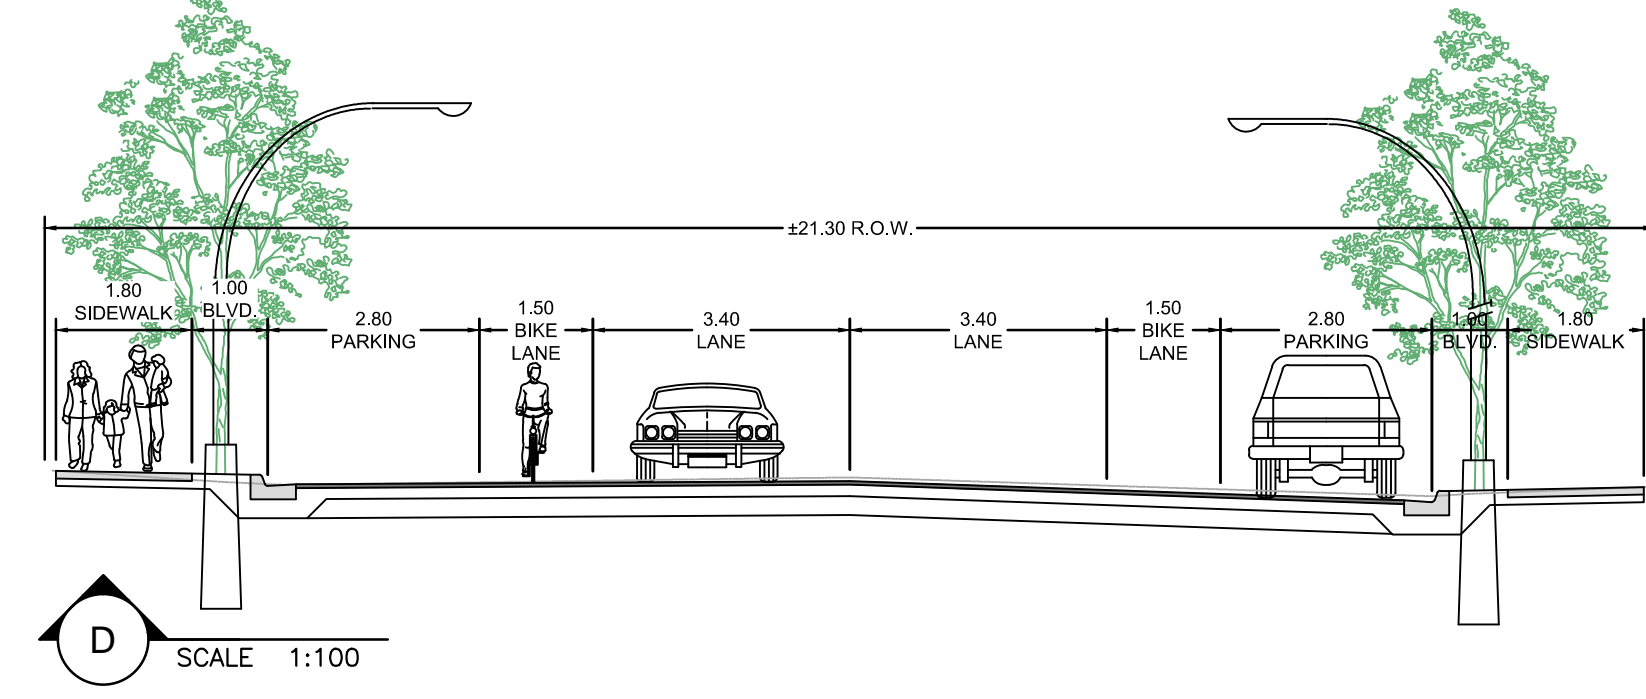 ±21.30 R.O.W.
1.80
SIDEWALK
1.00
BLVD.
2.80
PARKING
1.50
BIKE
LANE
3.40
LANE
3.40
LANE
1.50
BIKE
LANE
2.80
PARKING
1.00
BLVD.
1.80
SIDEWALK
D
SCALE 1:100